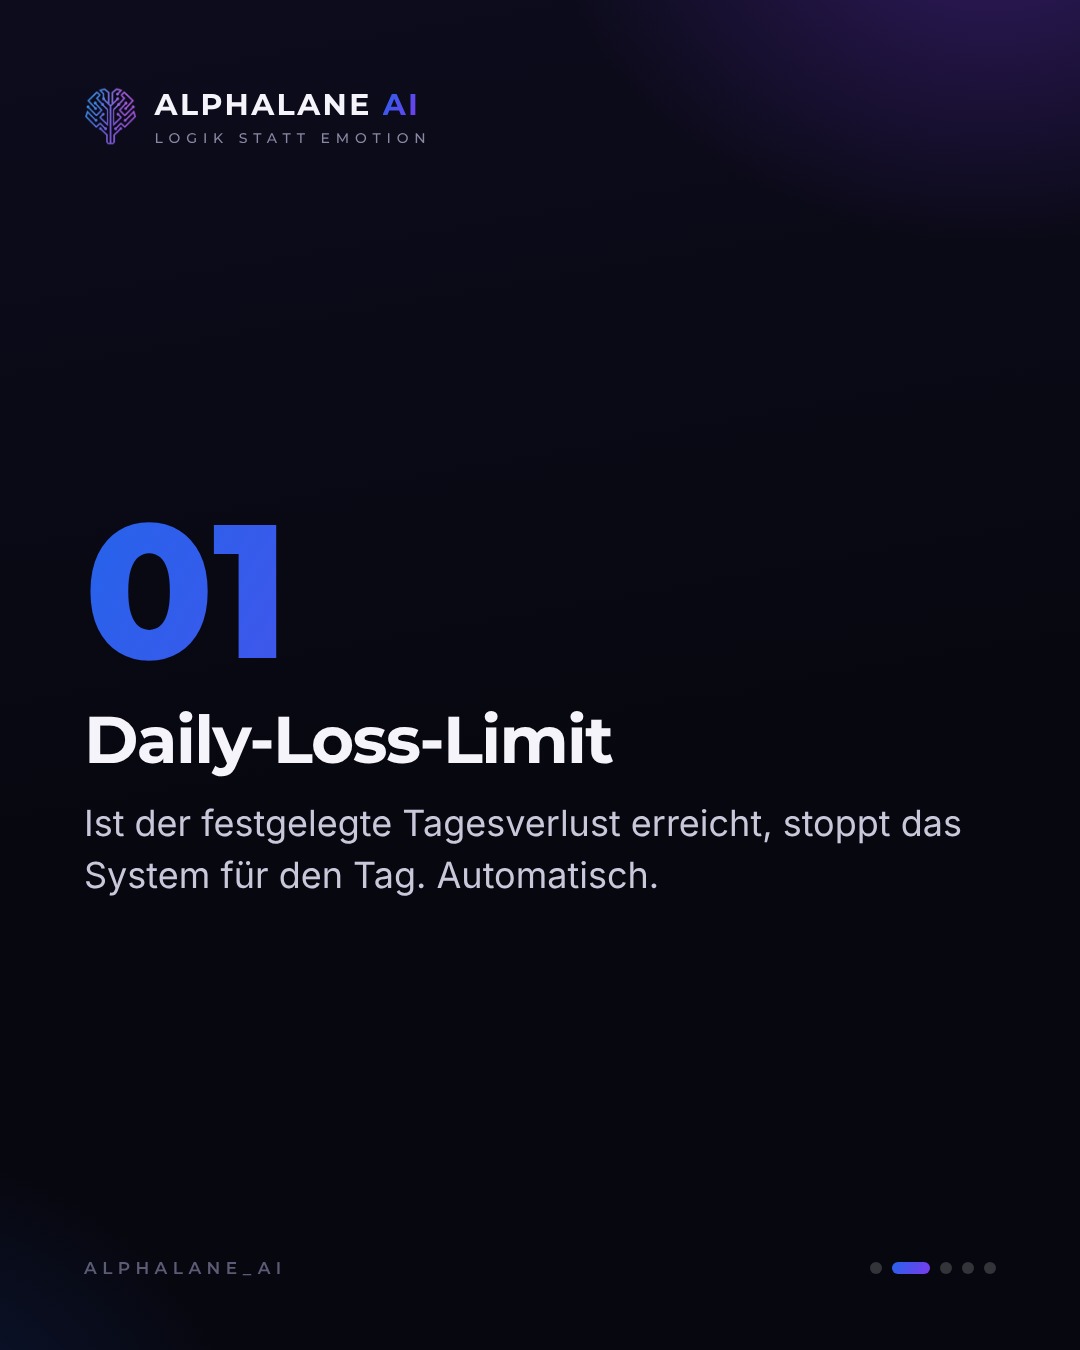 ALPHALANE AI
LOGIK STATT EMOTION
01
Daily-Loss-Limit
Ist der festgelegte Tagesverlust erreicht, stoppt das
System für den Tag. Automatisch.
ALPHALANE_AI